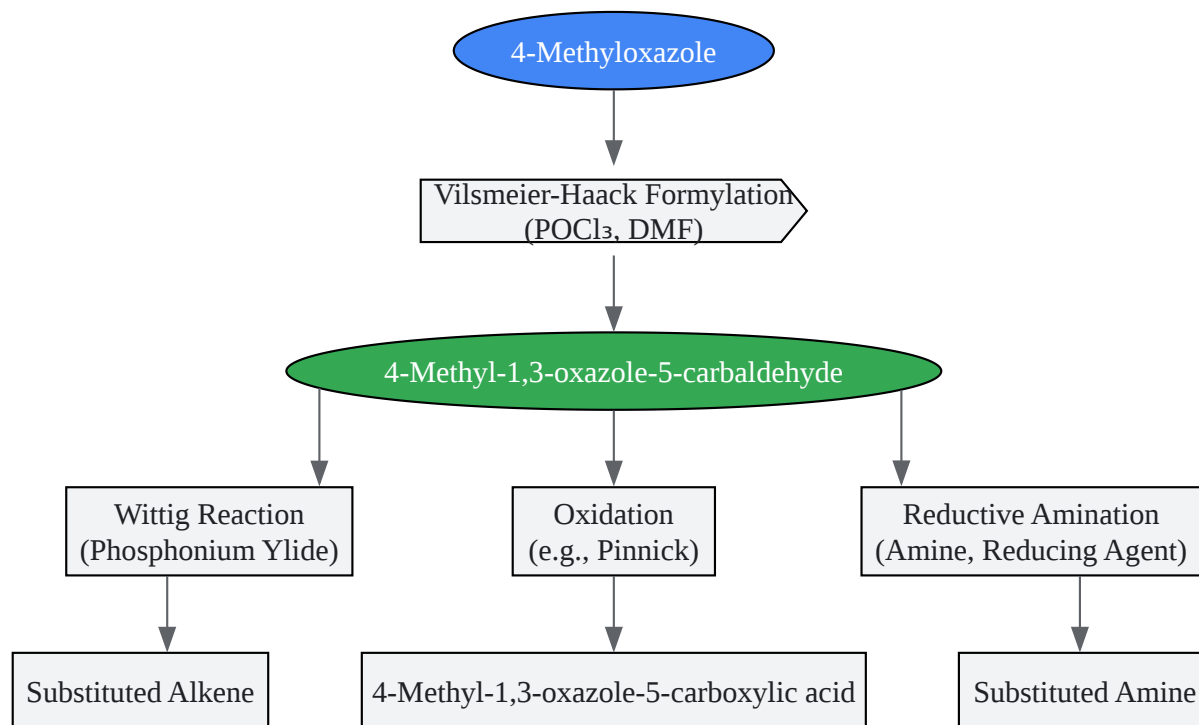 4-Methyloxazole
Vilsmeier-Haack Formylation
(POCl₃, DMF)
4-Methyl-1,3-oxazole-5-carbaldehyde
Wittig Reaction
(Phosphonium Ylide)
Oxidation
(e.g., Pinnick)
Reductive Amination
(Amine, Reducing Agent)
Substituted Alkene
4-Methyl-1,3-oxazole-5-carboxylic acid
Substituted Amine